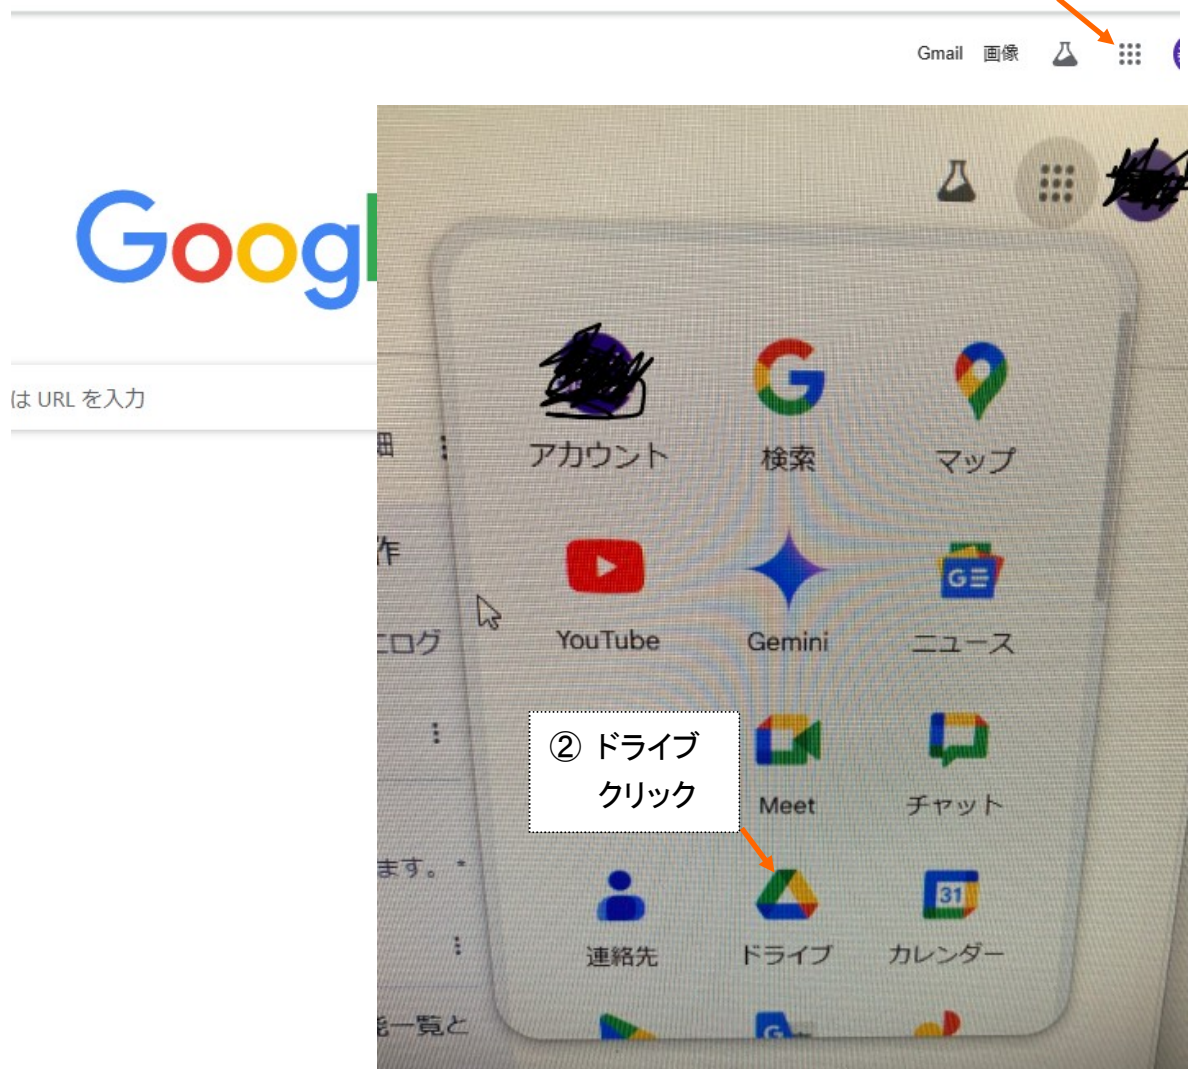 Gmail 画像
Googl
は URL を入力
アカウント 検索 マップ
作
YouTube Gemini ニュース
ログ
② ドライブ
クリック
Meet チャット
ます。 *
31
連絡先 ドライブ カレンダー
一覧と